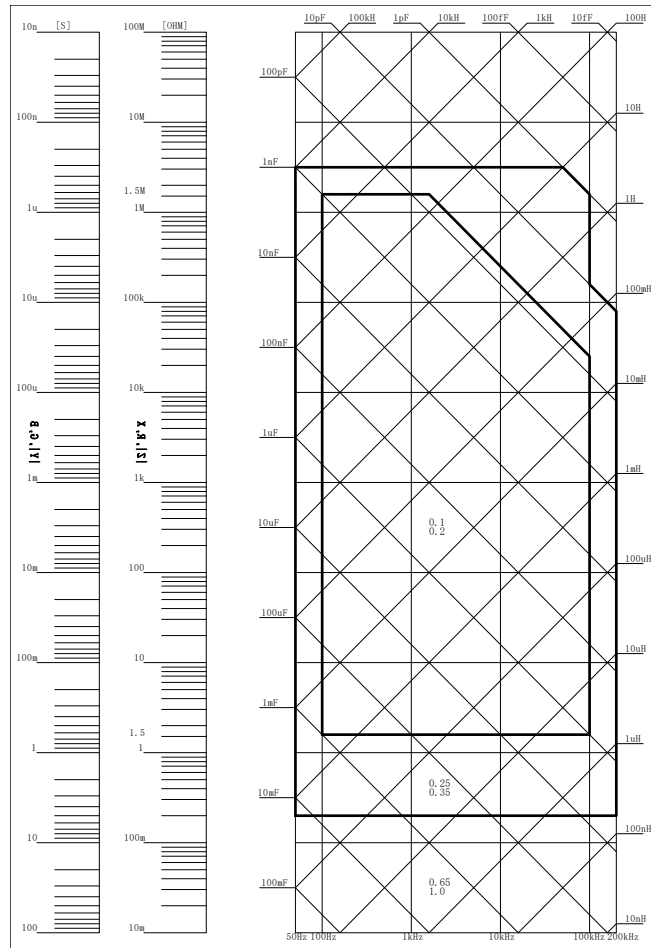 10pF 100kH 1pF 10kH 100fF 1kH 10fF 100H
10n [S] 100M [OHM]
100pF
10H
100n 10M
1nF
1.5M
1H
1u 1M
10nF
100mH
10u 100k
100nF
10mH
100u 10k
|Y|,G,B |Z|,R,X
1uF
1mH
1m 1k
10uF
0.1
0.2
100uH
10m 100
100uF
10uH
100m 10
1mF
1.5
1uH
1 1
0.25
10mF
0.35
100nH
10 100m
0.65
100mF
1.0
10nH
100 10m
50Hz 100Hz 1kHz 10kHz 100kHz 200kHz